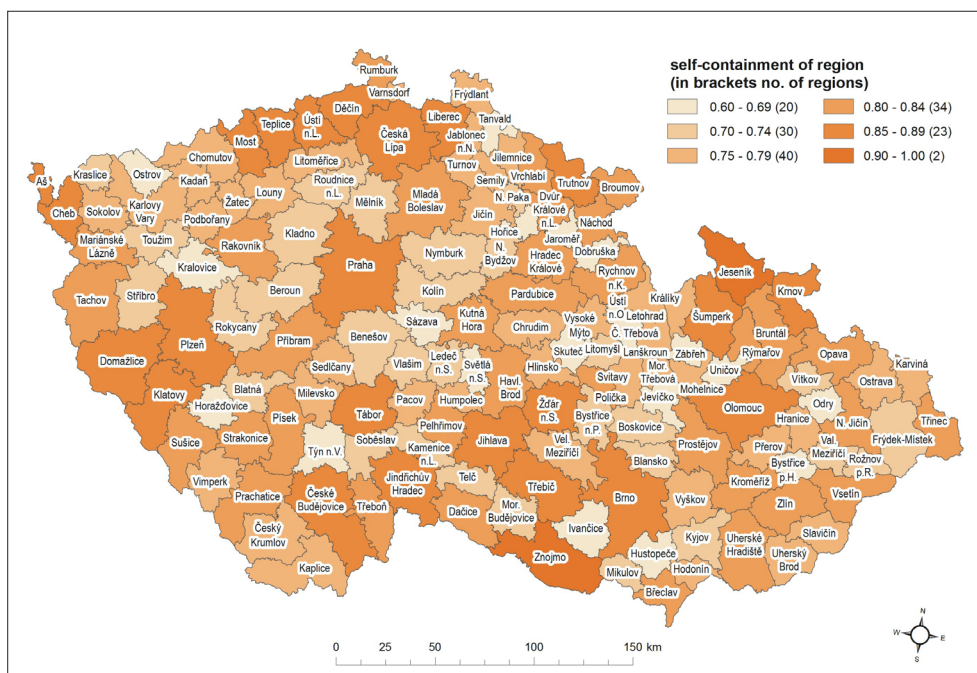 self-containment of region
(in brackets no. of regions)
0.60 - 0.69 (20)
0.80 - 0.84 (34)
0.70 - 0.74 (30)
0.85 - 0.89 (23)
0.75 - 0.79 (40)
0.90 - 1.00 (2)
Rumburk
Varnsdorf
Frýdlant
Děčín
Teplice
Ústí
n.L.
Liberec
Tanvald
Most
Česká
Lípa
Jablonec
n.N.
Chomutov
Litoměřice
Turnov
Jilemnice
Kraslice
Ostrov
Kadaň
Roudnice
n.L.
Semily
Vrchlabí
Trutnov
Aš
Louny
Mělník
Mladá
Boleslav
N. Paka
Broumov
Cheb
Sokolov
Karlovy
Vary
Žatec
Jičín
Dvůr
Králové
n.L.
Podbořany
Hořice
Náchod
Mariánské
Lázně
Toužim
Rakovník
Kladno
Jaroměř
Nymburk
N.
Bydžov
Hradec
Králové
Dobruška
Kralovice
Praha
Rychnov
n.K.
Jeseník
Tachov
Stříbro
Beroun
Kolín
Pardubice
Králíky
Krnov
Ústí
n.O
Letohrad
Šumperk
Sázava
Kutná
Hora
Vysoké
Mýto
Rokycany
Chrudim
Č. Třebová
Bruntál
Plzeň
Příbram
Benešov
Skuteč
Litomyšl
Lanškroun
Zábřeh
Rýmařov
Opava
Karviná
Domažlice
Vlašim
Ledeč
n.S.
Světlá
n.S.
Hlinsko
Mor.
Třebová
Uničov
Sedlčany
Svitavy
Mohelnice
Vítkov
Ostrava
Klatovy
Blatná
Milevsko
Pacov
Humpolec
Havl.
Brod
Polička
Jevíčko
Odry
Horažďovice
Tábor
Žďár
n.S.
Olomouc
Písek
Bystřice
n.P.
Hranice
N. Jičín
Třinec
Pelhřimov
Boskovice
Sušice
Strakonice
Soběslav
Jihlava
Vel.
Meziříčí
Prostějov
Přerov
Val.
Meziříčí
Frýdek-Místek
Týn n.V.
Kamenice
n.L.
Blansko
Bystřice
p.H.
Rožnov
p.R.
Vimperk
Jindřichův
Hradec
Telč
Třebíč
Kroměříž
Prachatice
České
Budějovice
Brno
Vyškov
Vsetín
Třeboň
Dačice
Mor.
Budějovice
Zlín
Český
Krumlov
Ivančice
Kyjov
Uherské
Hradiště
Slavičín
Kaplice
Znojmo
Hustopeče
Uherský
Brod
Mikulov
Hodonín
Břeclav
N
W
E
S
0
25
50
100
150 km